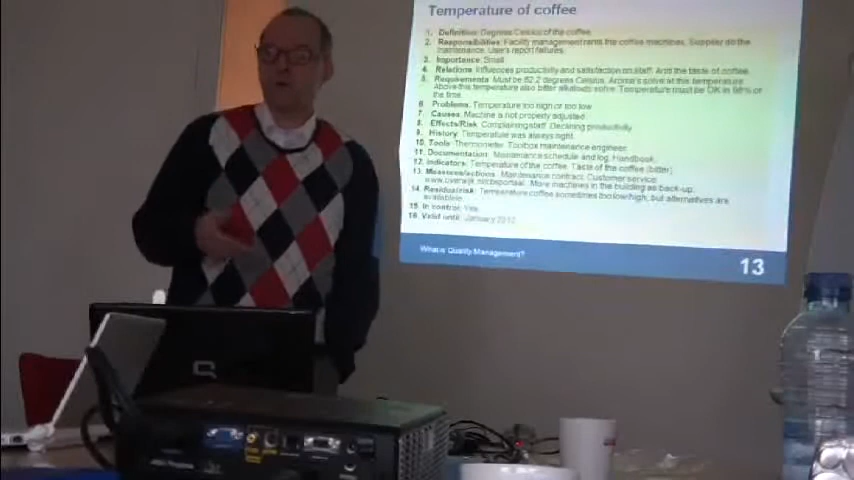 Temperature of coffee
1. Definition: Degrees Celsius of the coffee.
2. Responsibilities: Facility management rents the coffee machines. Supplier do the
maintenance. User's report failures.
3. Importance: Small
4. Relations: Influences productivity and satisfaction on staff. And the taste of coffee.
5. Requirements: Must be 82,2 degrees Celsius. Aroma's solve at this temperature.
Above this temperature also bitter alkaloids solve. Temperature must be OK in 98% or
the time.
6. Problems: Temperature too high or too low
7. Causes: Machine is not properly adjusted.
8. Effects/Risk: Complaining staff. Declining productivity.
9. History: Temperature was always right.
10. Tools: Thermometer. Toolbox maintenance engineer.
11. Documentation: Maintenance schedule and log. Handbook.
12. Indicators: Temperature of the coffee. Taste of the coffee (bitter).
13. Measures/actions: Maintenance contract. Customer service.
More machines in the building as back-up.
14. Residual risk: Temperature coffee sometimes too low/high, but alternatives are
available.
15. In control: Yes.
16. Valid until: January 2012
What is Quality Management?
13